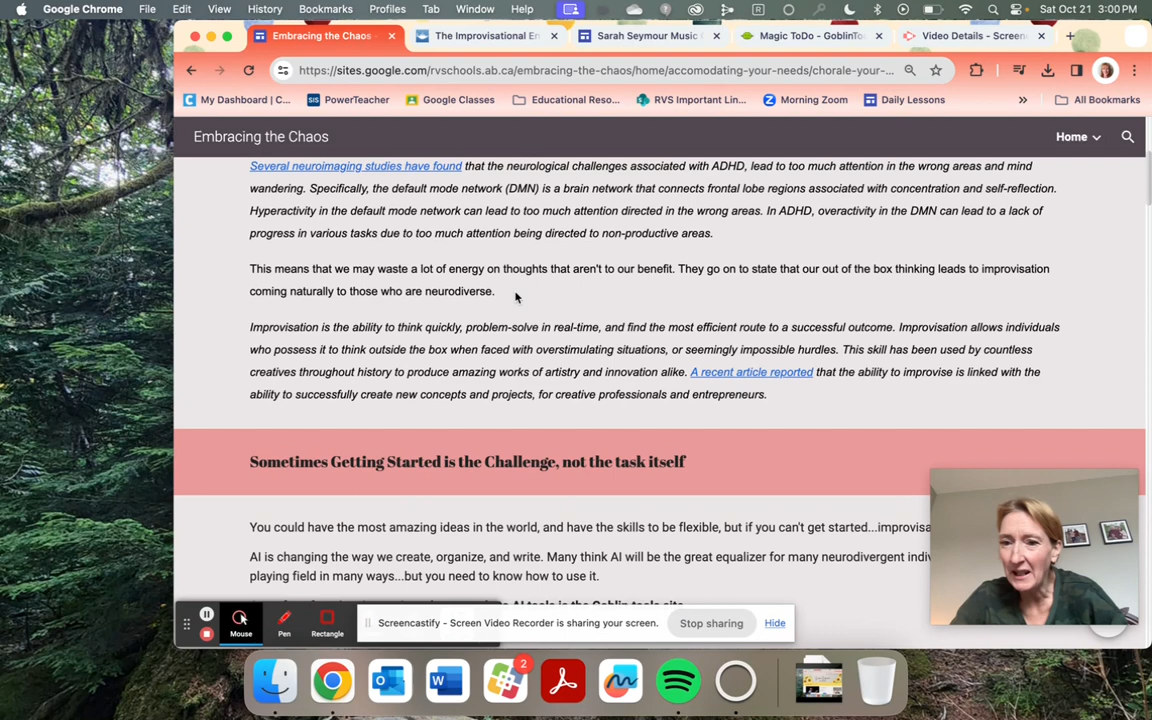 Google Chrome File Edit View History Bookmarks Profiles Tab Window Help Sat Oct 21 3:00 PM
Embracing the Chaos The Improvisational En Sarah Seymour Music C Magic ToDo - GoblinToo Video Details - Screen
https://sites.google.com/rvschools.ab.ca/embracing-the-chaos/home/accomodating-your-needs/chorale-your-...
My Dashboard | C... PowerTeacher Google Classes Educational Reso... RVS Important Lin... Morning Zoom Daily Lessons » All Bookmarks
Embracing the Chaos Home
Several neuroimaging studies have found that the neurological challenges associated with ADHD, lead to too much attention in the wrong areas and mind
wandering. Specifically, the default mode network (DMN) is a brain network that connects frontal lobe regions associated with concentration and self-reflection.
Hyperactivity in the default mode network can lead to too much attention directed in the wrong areas. In ADHD, overactivity in the DMN can lead to a lack of
progress in various tasks due to too much attention being directed to non-productive areas.
This means that we may waste a lot of energy on thoughts that aren't to our benefit. They go on to state that our out of the box thinking leads to improvisation
coming naturally to those who are neurodiverse.
Improvisation is the ability to think quickly, problem-solve in real-time, and find the most efficient route to a successful outcome. Improvisation allows individuals
who possess it to think outside the box when faced with overstimulating situations, or seemingly impossible hurdles. This skill has been used by countless
creatives throughout history to produce amazing works of artistry and innovation alike. A recent article reported that the ability to improvise is linked with the
ability to successfully create new concepts and projects, for creative professionals and entrepreneurs.
Sometimes Getting Started is the Challenge, not the task itself
You could have the most amazing ideas in the world, and have the skills to be flexible, but if you can't get started...improvisa
AI is changing the way we create, organize, and write. Many think AI will be the great equalizer for many neurodivergent indiv
playing field in many ways...but you need to know how to use it.
Mouse Pen Rectangle
Screencastify - Screen Video Recorder is sharing your screen. Stop sharing Hide
2